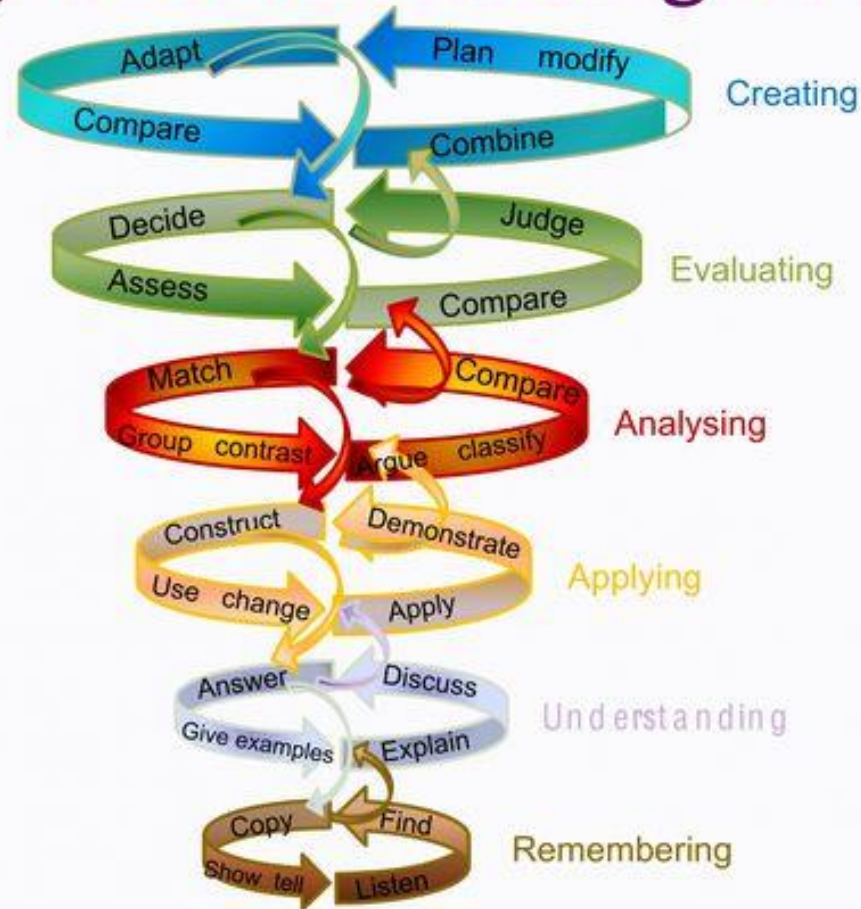 Adapt Plan modify
Creating
Compare Combine
Decide Judge
Evaluating
Assess Compare
Match Compare
Analysing
Group contrast Argue classify
Construct Demonstrate
Applying
Use change Apply
Answer Discuss
Understanding
Give examples Explain
Copy Find
Remembering
Show tell Listen